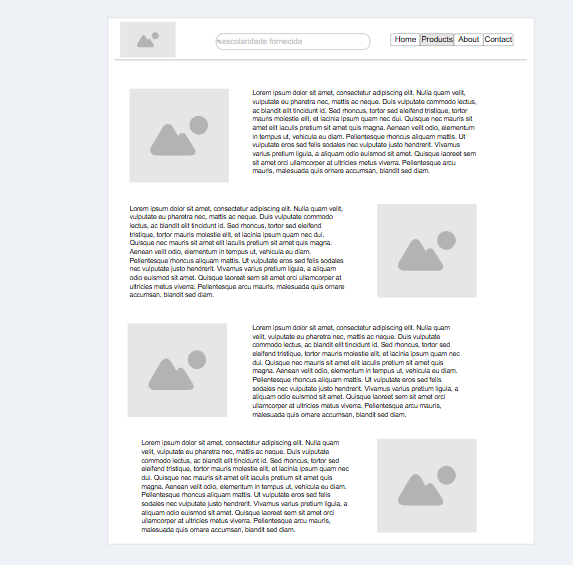 escolaridade fornecida
Home Products About Contact
Lorem ipsum dolor sit amet, consectetur adipiscing elit. Nulla velit,
vulputate eu pharetra nec, mattis ac neque. Duis vulputate commodo lectus,
ac blandit elit tincidunt id. Sed rhoncus, tortor sed eleifend tristique,
tortor mauris molestie elit, et lacinia ipsum quam nec dui. Quisque nec
mauris sit amet elit iaculis pretium sit amet quis magna. Aenean velit odio, elementum
in tempus ut, vehicula eu diam. Pellentesque rhoncus aliquam mattis. Ut
vulputate eros sed felis sodales nec vulputate justo hendrerit. Vivamus
varius pretium ligula, a aliquam odio euismod sit amet. Quisque laoreet sem
sit amet orci ullamcorper at ultricies metus viverra. Pellentesque arcu
mauris, malesuada quis ornare accumsan, blandit sed diam.
Lorem ipsum dolor sit amet, consectetur adipiscing elit. Nulla velit,
vulputate eu pharetra nec, mattis ac neque. Duis vulputate commodo
lectus, ac blandit elit tincidunt id. Sed rhoncus, tortor sed eleifend
tristique, tortor mauris molestie elit, et lacinia ipsum quam nec dui.
Quisque nec mauris sit amet elit iaculis pretium sit amet quis magna.
Aenean velit odio, elementum in tempus ut, vehicula eu diam.
Pellentesque rhoncus aliquam mattis. Ut vulputate eros sed felis sodales
nec vulputate justo hendrerit. Vivamus varius pretium ligula, a aliquam
odio euismod sit amet. Quisque laoreet sem sit amet orci ullamcorper at
ultricies metus viverra. Pellentesque arcu mauris, malesuada quis ornare
accumsan, blandit sed diam.
Lorem ipsum dolor sit amet, consectetur adipiscing elit. Nulla quam
velit, vulputate eu pharetra nec, mattis ac neque. Duis vulputate
commodo lectus, ac blandit elit tincidunt id. Sed rhoncus, tortor sed
eleifend tristique, tortor mauris molestie elit, et lacinia ipsum quam nec
dui. Quisque nec mauris sit amet elit iaculis pretium sit amet quis
magna. Aenean velit odio, elementum in tempus ut, vehicula eu diam.
Pellentesque rhoncus aliquam mattis. Ut vulputate eros sed felis
sodales nec vulputate justo hendrerit. Vivamus varius pretium ligula, a
aliquam odio euismod sit amet. Quisque laoreet sem sit amet orci
ullamcorper at ultricies metus viverra. Pellentesque arcu mauris,
malesuada quis ornare accumsan, blandit sed diam.
Lorem ipsum dolor sit amet, consectetur adipiscing elit. Nulla quam
velit, vulputate eu pharetra nec, mattis ac neque. Duis vulputate
commodo lectus, ac blandit elit tincidunt id. Sed rhoncus, tortor sed
eleifend tristique, tortor mauris molestie elit, et lacinia ipsum quam nec
dui. Quisque nec mauris sit amet elit iaculis pretium sit amet quis
magna. Aenean velit odio, elementum in tempus ut, vehicula eu diam.
Pellentesque rhoncus aliquam mattis. Ut vulputate eros sed felis
sodales nec vulputate justo hendrerit. Vivamus varius pretium ligula, a
aliquam odio euismod sit amet. Quisque laoreet sem sit amet orci
ullamcorper at ultricies metus viverra. Pellentesque arcu mauris,
malesuada quis ornare accumsan, blandit sed diam.